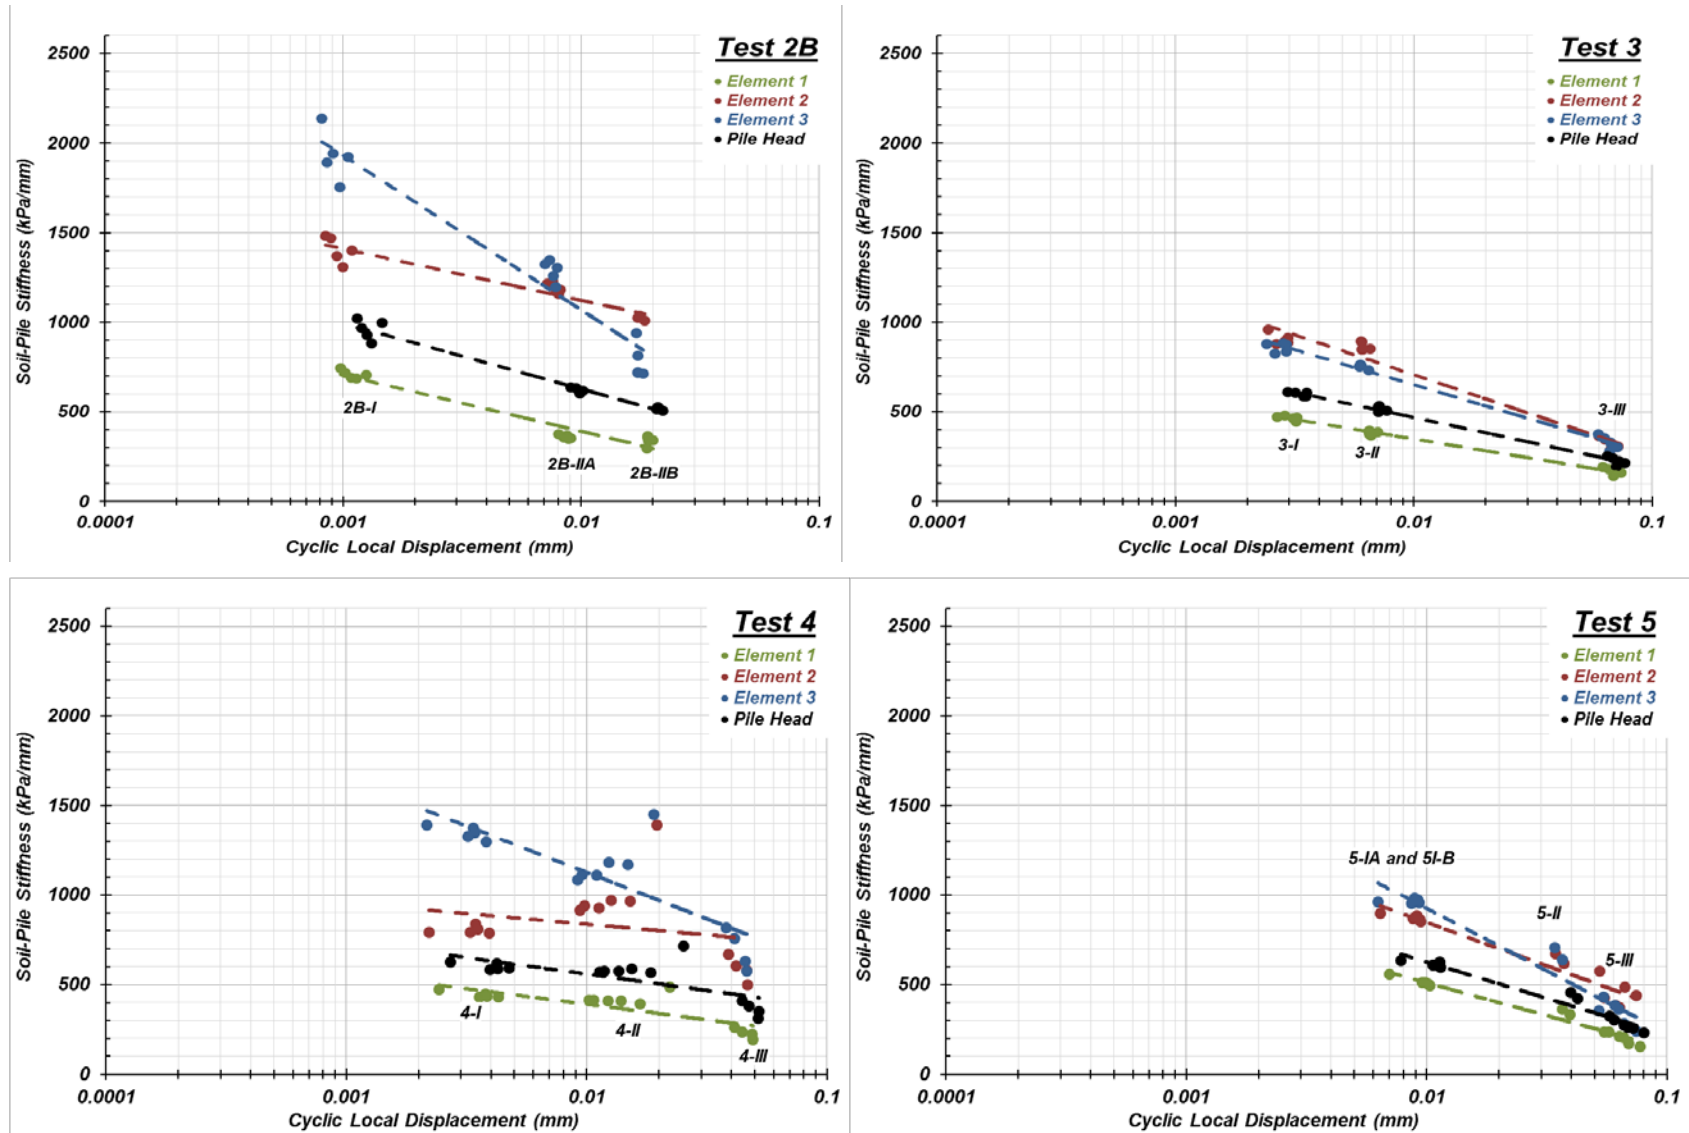 Test 2B
Element 1
Element 2
Element 3
Pile Head
Soil-Pile Stiffness (kPa/mm)
2500
2000
1500
1000
500
0
2B-I
2B-IIA
2B-IIB
0.0001
0.001
0.01
0.1
Cyclic Local Displacement (mm)
Test 3
Element 1
Element 2
Element 3
Pile Head
Soil-Pile Stiffness (kPa/mm)
2500
2000
1500
1000
500
0
3-I
3-II
3-III
0.0001
0.001
0.01
0.1
Cyclic Local Displacement (mm)
Test 4
Element 1
Element 2
Element 3
Pile Head
Soil-Pile Stiffness (kPa/mm)
2500
2000
1500
1000
500
0
4-I
4-II
4-III
0.0001
0.001
0.01
0.1
Cyclic Local Displacement (mm)
Test 5
Element 1
Element 2
Element 3
Pile Head
Soil-Pile Stiffness (kPa/mm)
2500
2000
1500
1000
500
0
5-IA and 5I-B
5-II
5-III
0.0001
0.001
0.01
0.1
Cyclic Local Displacement (mm)